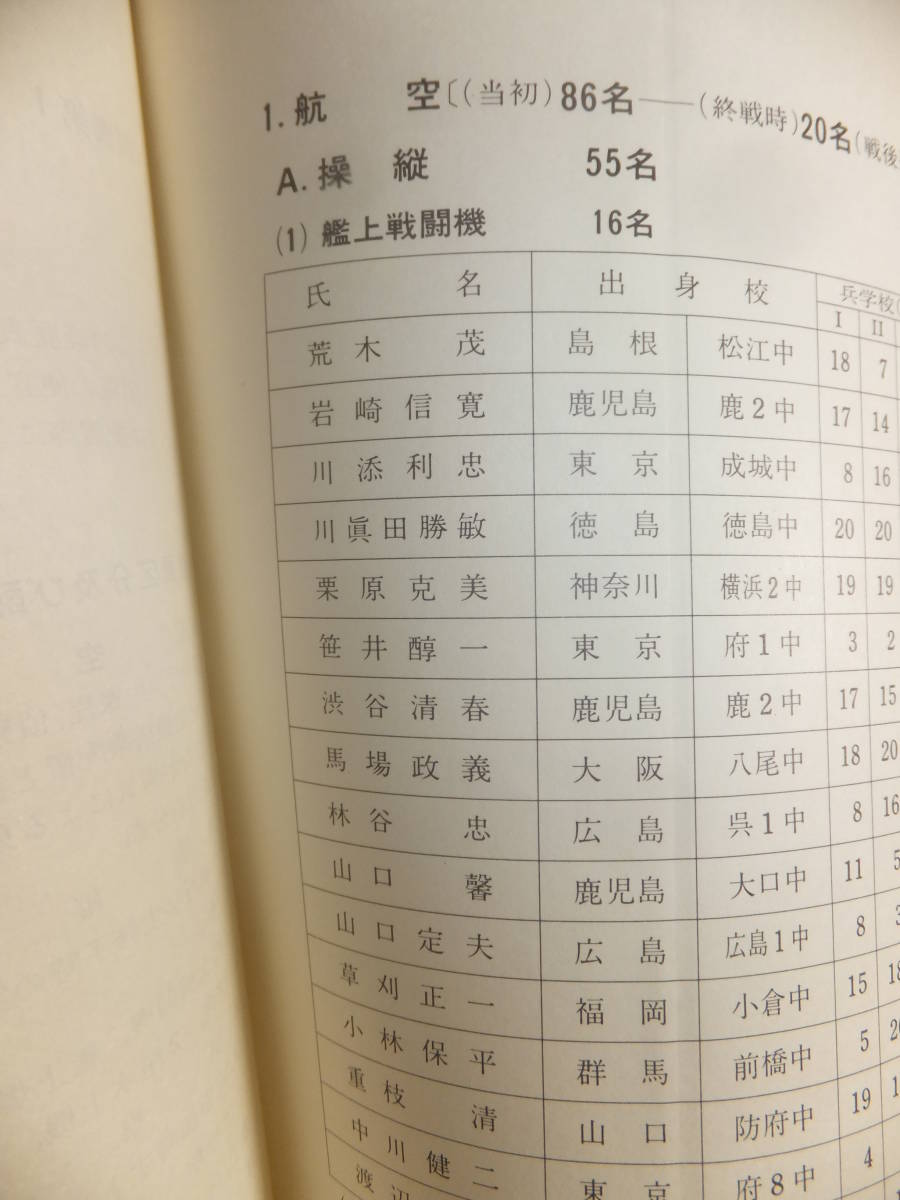 1. 航 空〔(当初)86名——(終戦時)20名(戦後
A. 操 縦 55名
(1) 艦上戦闘機 16名
氏 名 出 身 校 兵学校(
I II
荒木 茂 島根 松江中 18 7
岩崎信寛 鹿児島 鹿2中 17 14
川添利忠 東京 成城中 8 16
川眞田勝敏 徳島 徳島中 20 20
栗原克美 神奈川 横浜2中 19 19
笹井醇一 東京 府1中 3 2
渋谷清春 鹿児島 鹿2中 17 15
馬場政義 大阪 八尾中 18 20
林谷 忠 広島 呉1中 8 16
山口 馨 鹿児島 大口中 11 5
山口定夫 広島 広島1中 8 3
草刈正一 福岡 小倉中 15 18
小林保平 群馬 前橋中 5 20
重枝 清 山口 防府中 19
中川健二 東京 府8中 4
渡辺